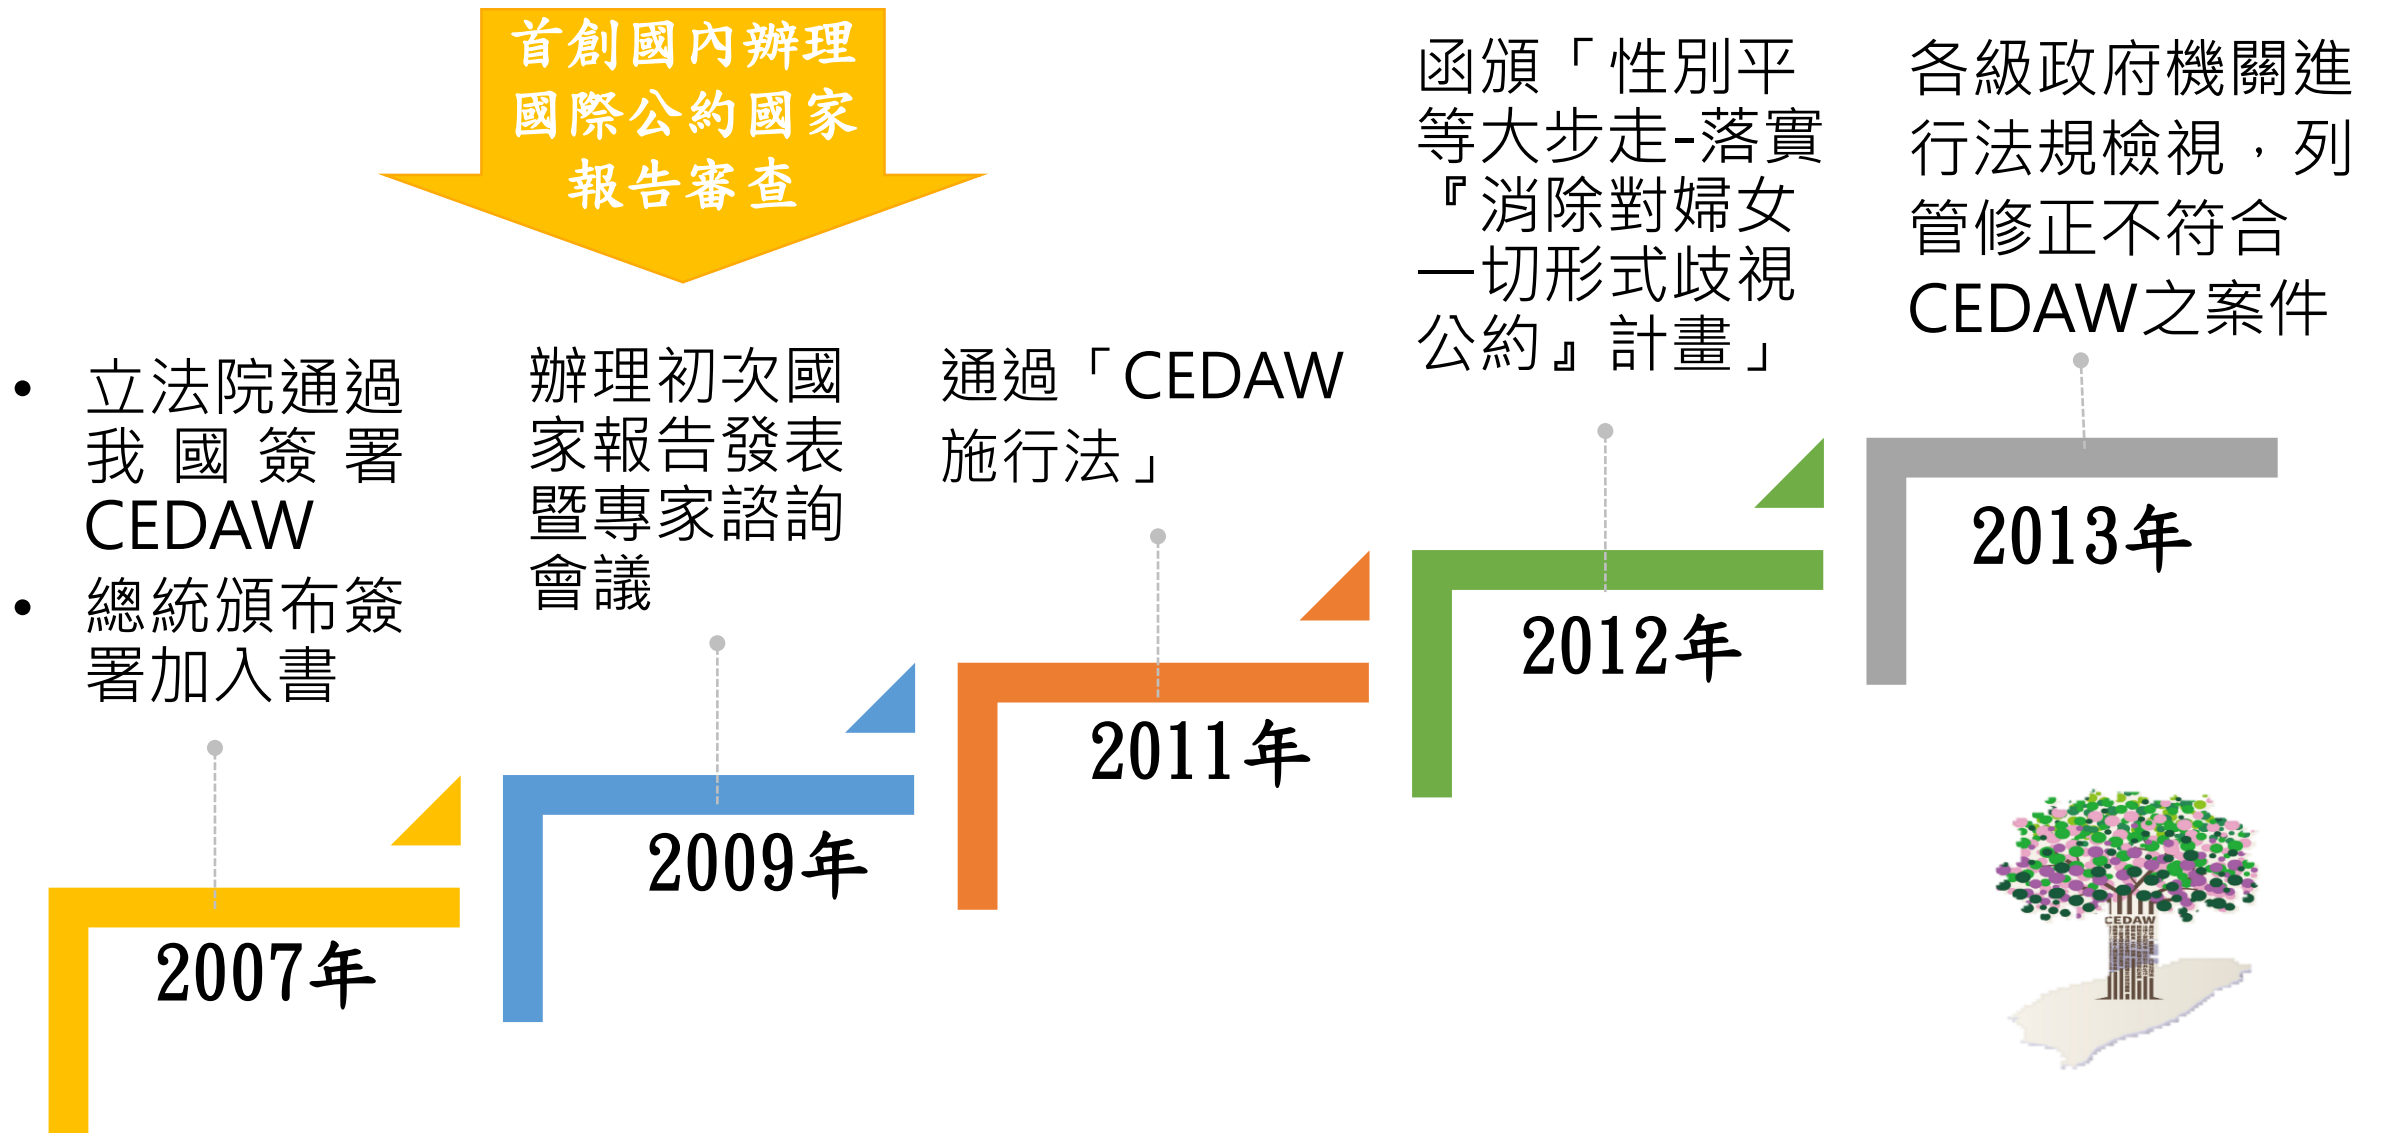 首創國內辦理
國際公約國家
報告審查
• 立法院通過
我國簽署
CEDAW
• 總統頒布簽
署加入書
2007年
辦理初次國
家報告發表
暨專家諮詢
會議
2009年
通過「CEDAW
施行法」
2011年
函頒「性別平
等大步走-落實
『消除對婦女
一切形式歧視
公約』計畫」
2012年
各級政府機關進
行法規檢視，列
管修正不符合
CEDAW之案件
2013年
CEDAW